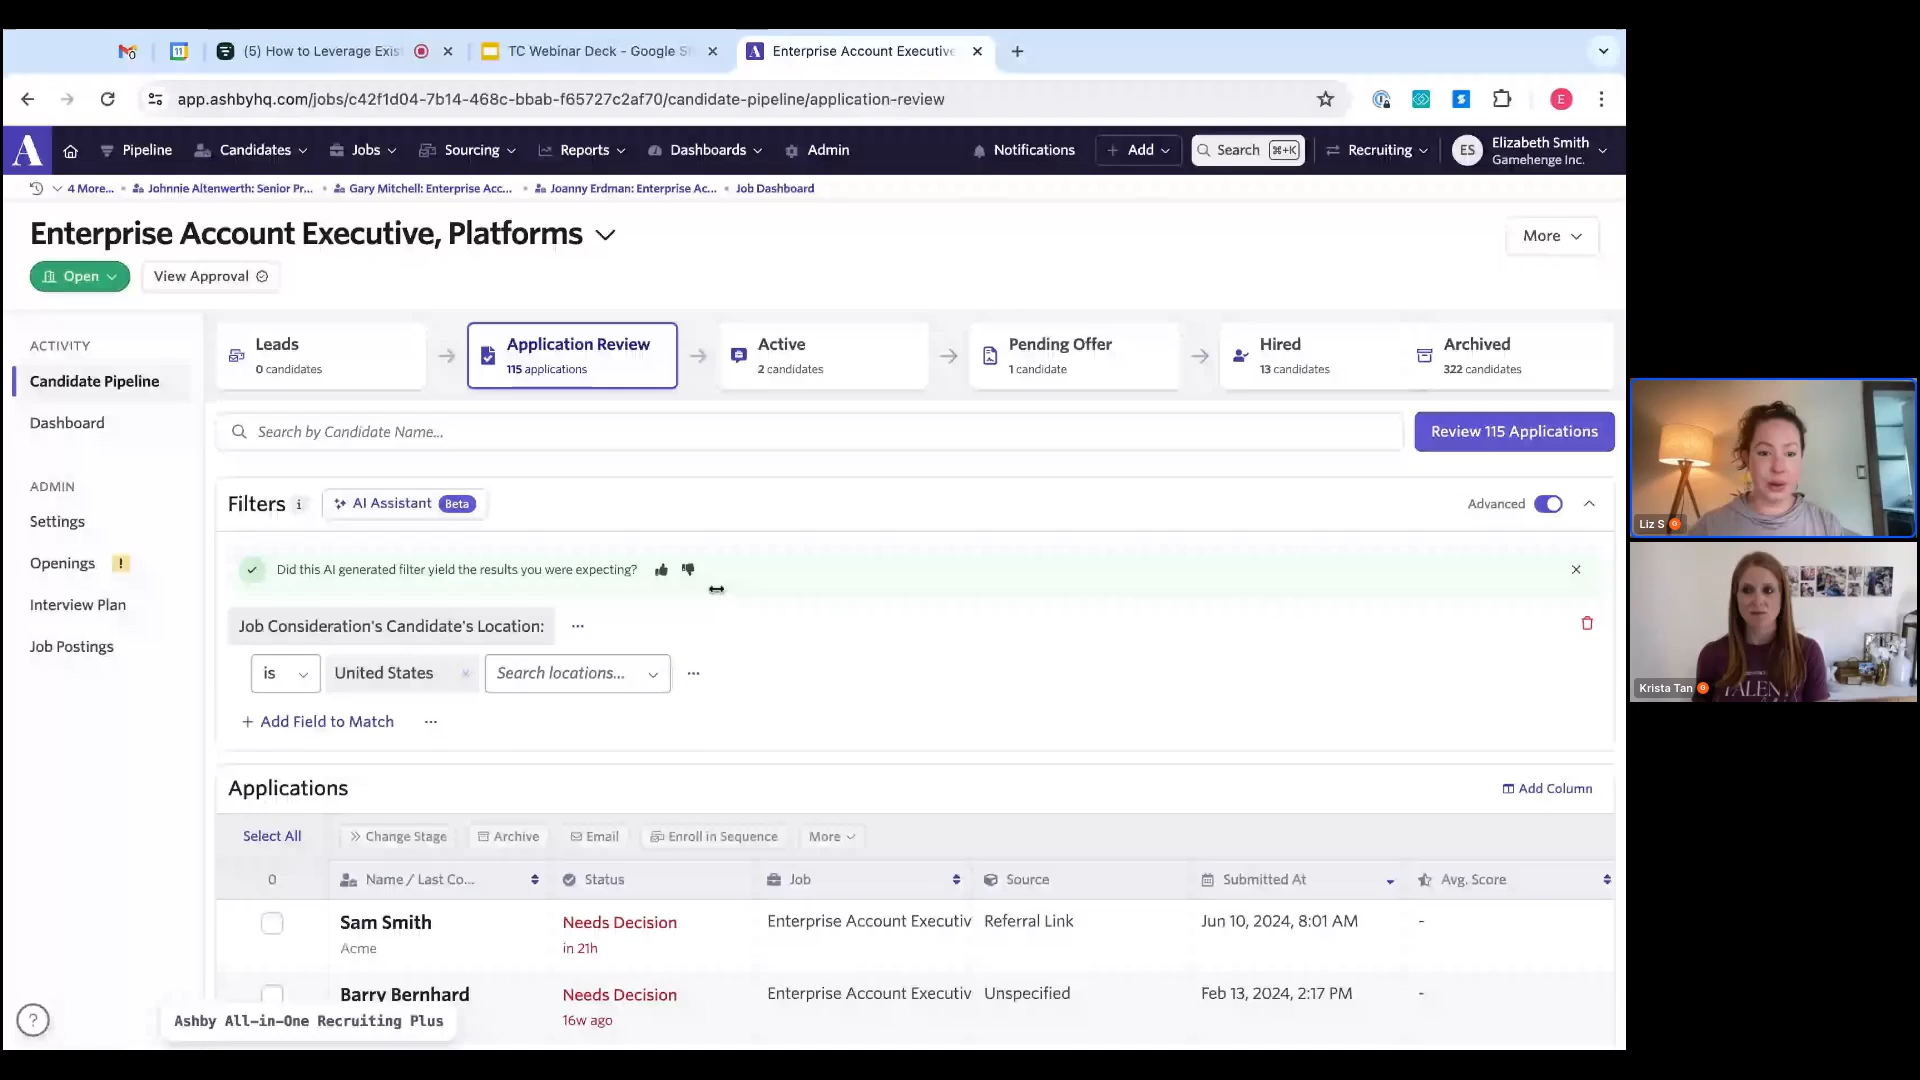 (5) How to Leverage Exis
TC Webinar Deck - Google S
Enterprise Account Executive
app.ashbyhq.com/jobs/c42f1d04-7b14-468c-bbab-f65727c2af70/candidate-pipeline/application-review
E
A
Pipeline
Candidates
Jobs
Sourcing
Reports
Dashboards
Admin
Notifications
+ Add
Search ⌘+K
Recruiting
ES
Elizabeth Smith
Gamehenge Inc.
4 More...
Johnnie Altenwerth: Senior Pr...
Gary Mitchell: Enterprise Acc...
Joanny Erdman: Enterprise Ac...
Job Dashboard
Enterprise Account Executive, Platforms
More
Open
View Approval
ACTIVITY
Candidate Pipeline
Dashboard
ADMIN
Settings
Openings !
Interview Plan
Job Postings
Leads
0 candidates
Application Review
115 applications
Active
2 candidates
Pending Offer
1 candidate
Hired
13 candidates
Archived
322 candidates
Search by Candidate Name...
Review 115 Applications
Filters i
AI Assistant Beta
Advanced
Did this AI generated filter yield the results you were expecting?
Job Consideration's Candidate's Location: ...
is
United States ×
Search locations...
...
+ Add Field to Match ...
Applications
Add Column
Select All
Change Stage
Archive
Email
Enroll in Sequence
More
0
Name / Last Co...
Status
Job
Source
Submitted At
Avg. Score
Sam Smith
Acme
Needs Decision
in 21h
Enterprise Account Executiv
Referral Link
Jun 10, 2024, 8:01 AM
-
Barry Bernhard
Needs Decision
16w ago
Enterprise Account Executiv
Unspecified
Feb 13, 2024, 2:17 PM
-
?
Ashby All-in-One Recruiting Plus
Liz S
Krista Tan
TALEN